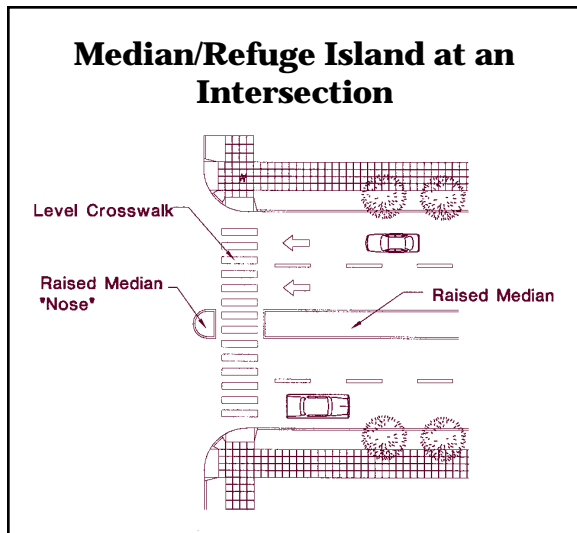 Median/Refuge Island at an
Intersection
Level Crosswalk
Raised Median
"Nose"
Raised Median